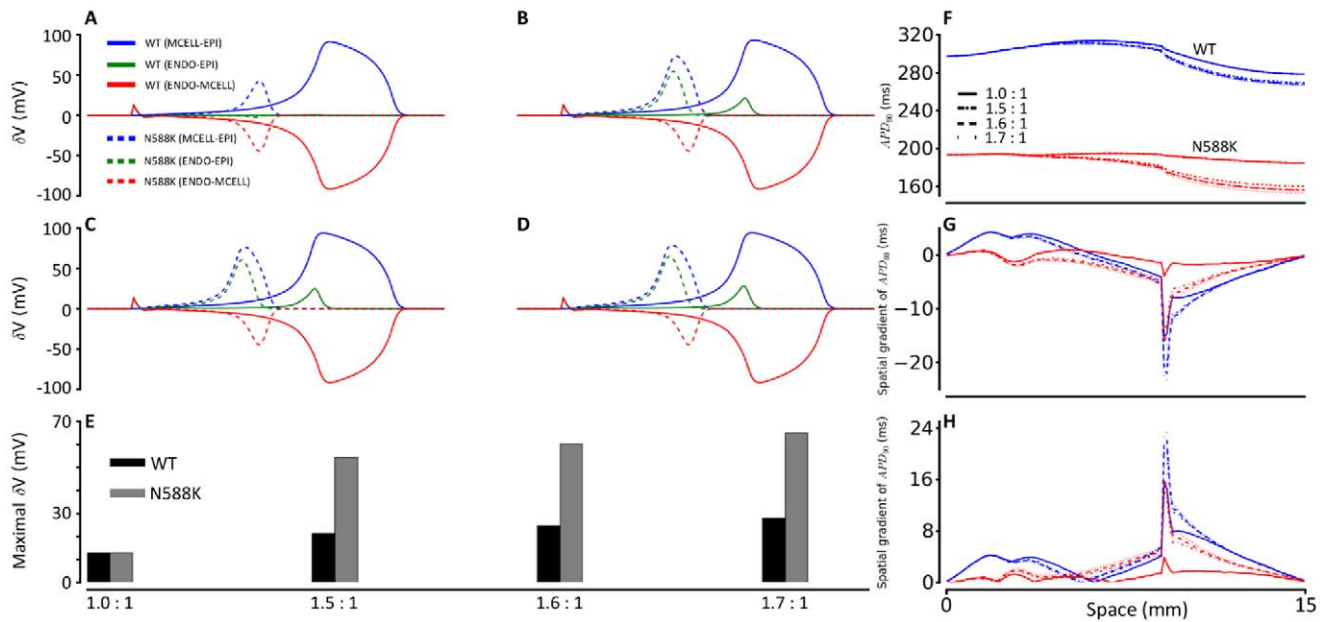 A
100
50
0
-50
-100
δV (mV)
WT (MCELL-EPI)
WT (ENDO-EPI)
WT (ENDO-MCELL)
N588K (MCELL-EPI)
N588K (ENDO-EPI)
N588K (ENDO-MCELL)
B
C
100
50
0
-50
-100
δV (mV)
D
E
70
30
0
Maximal δV (mV)
WT
N588K
1.0 : 1
1.5 : 1
1.6 : 1
1.7 : 1
F
320
280
240
200
160
APD90 (ms)
WT
1.0 : 1
1.5 : 1
1.6 : 1
1.7 : 1
N588K
G
0
−10
−20
Spatial gradient of APD90 (ms)
H
24
16
8
0
Spatial gradient of APD90 (ms)
0
Space (mm)
15